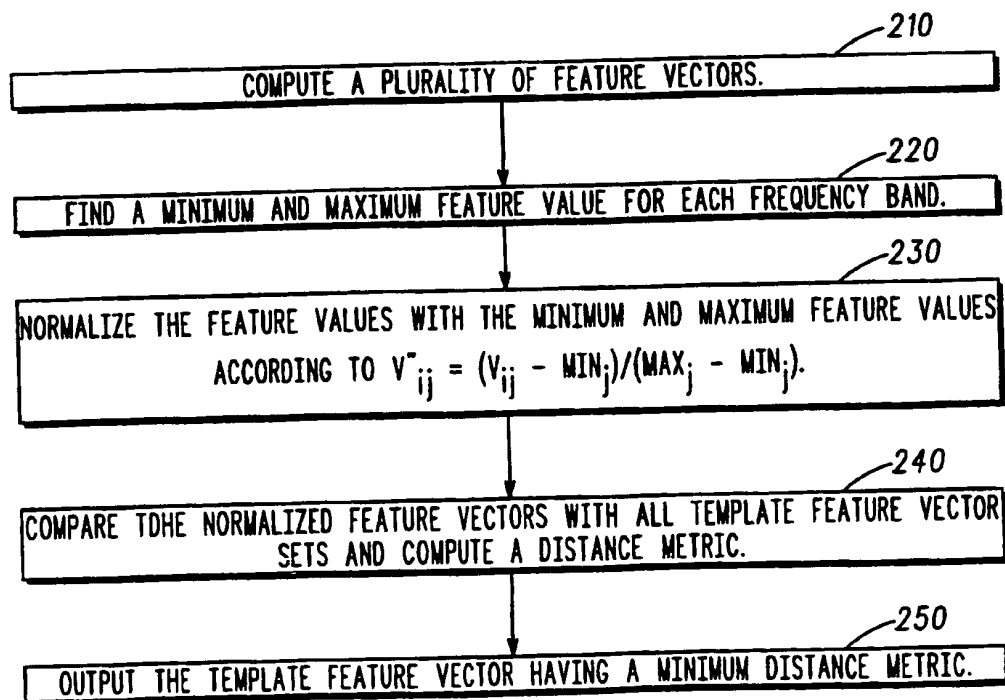 210
COMPUTE A PLURALITY OF FEATURE VECTORS.
220
FIND A MINIMUM AND MAXIMUM FEATURE VALUE FOR EACH FREQUENCY BAND.
230
NORMALIZE THE FEATURE VALUES WITH THE MINIMUM AND MAXIMUM FEATURE VALUES
ACCORDING TO V~ij = (Vij - MINj)/(MAXj - MINj).
240
COMPARE TDHE NORMALIZED FEATURE VECTORS WITH ALL TEMPLATE FEATURE VECTOR
SETS AND COMPUTE A DISTANCE METRIC.
250
OUTPUT THE TEMPLATE FEATURE VECTOR HAVING A MINIMUM DISTANCE METRIC.